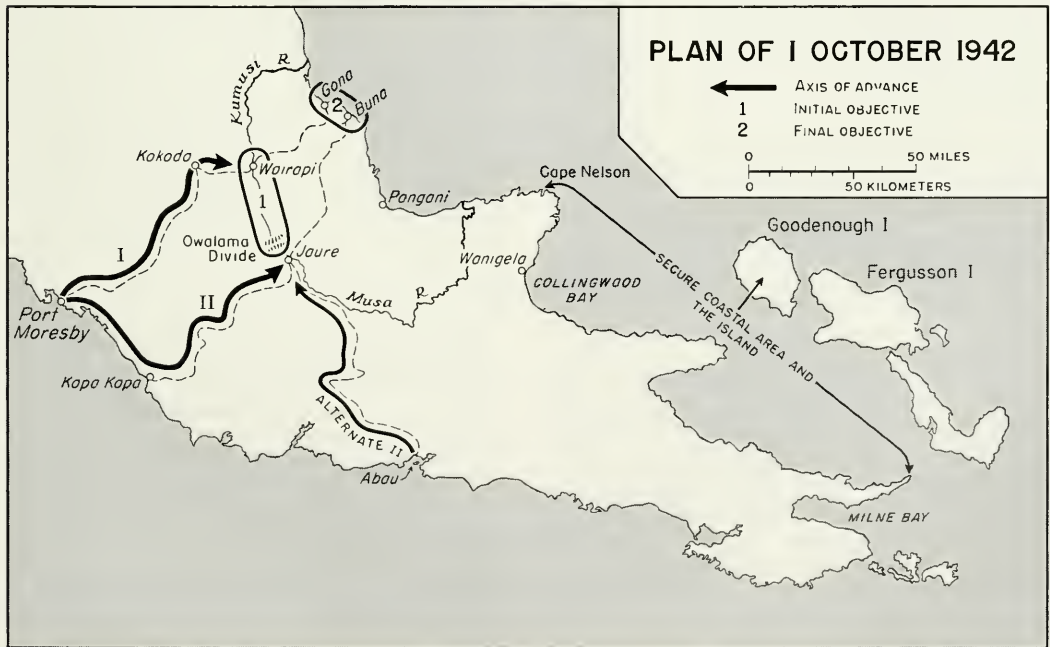 PLAN OF 1 OCTOBER 1942
AXIS OF ADVANCE
1 INITIAL OBJECTIVE
2 FINAL OBJECTIVE
0 50 MILES
0 50 KILOMETERS
Kumusi R
Gona
2
Buna
Kokoda
Wairopi
1
Pongani
Cape Nelson
Goodenough I
Fergusson I
I
Owalama
Divide
Jaure
Wanigela
COLLINGWOOD
BAY
SECURE COASTAL AREA AND
THE ISLAND
II
Musa R
Port
Moresby
Kapa Kapa
ALTERNATE II
Abau
MILNE BAY